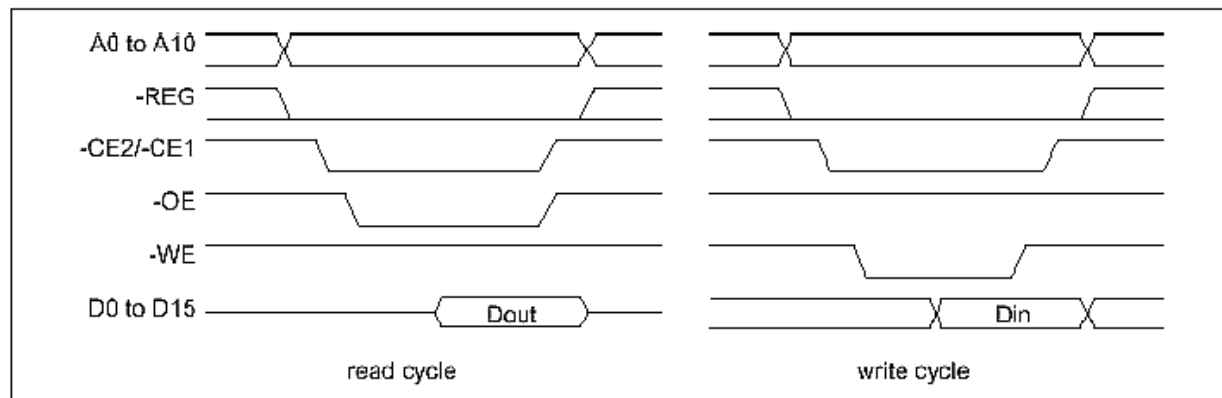 A0 to A10
-REG
-CE2/-CE1
-OE
-WE
D0 to D15 Dout Din
read cycle write cycle